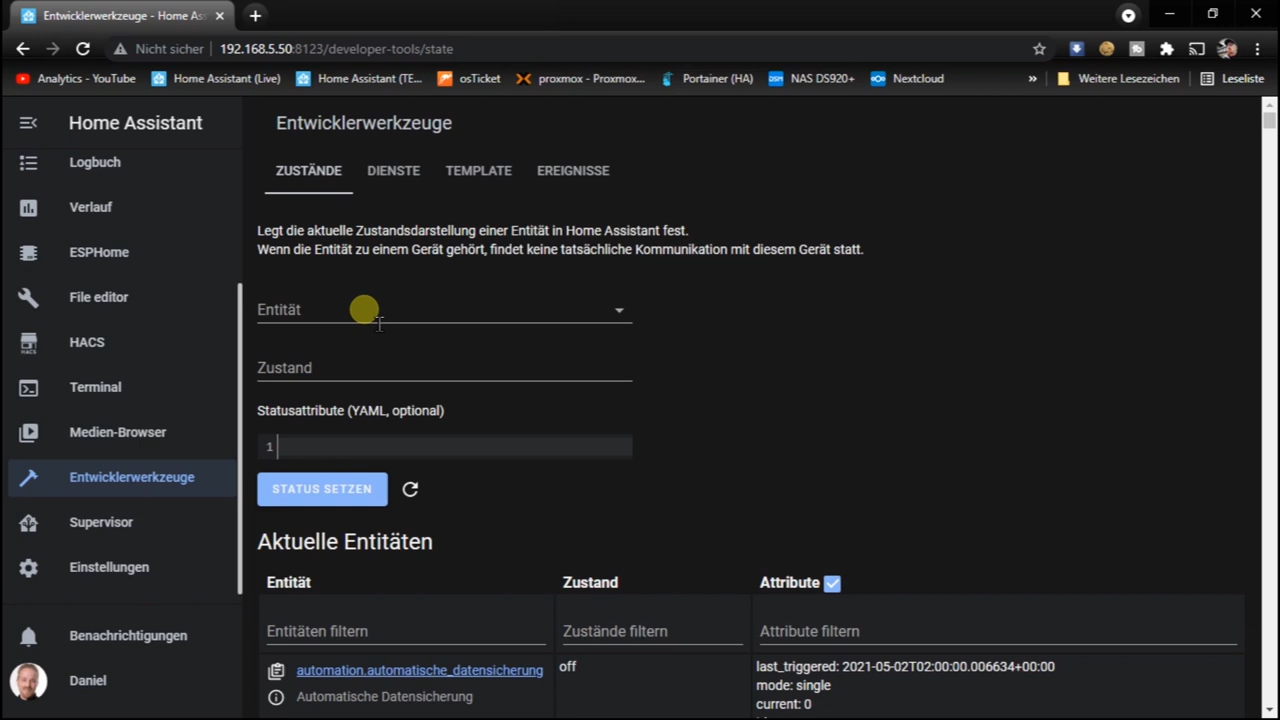 Entwicklerwerkzeuge - Home Ass
Nicht sicher
192.168.5.50:8123/developer-tools/state
Analytics - YouTube
Home Assistant (Live)
Home Assistant (TE...
osTicket
proxmox - Proxmox...
Portainer (HA)
DSM
NAS DS920+
Nextcloud
»
Weitere Lesezeichen
Leseliste
Home Assistant
Logbuch
Verlauf
ESPHome
File editor
HACS
HACS
Terminal
Medien-Browser
Entwicklerwerkzeuge
Supervisor
Einstellungen
Benachrichtigungen
Daniel
Entwicklerwerkzeuge
ZUSTÄNDE DIENSTE TEMPLATE EREIGNISSE
Legt die aktuelle Zustandsdarstellung einer Entität in Home Assistant fest.
Wenn die Entität zu einem Gerät gehört, findet keine tatsächliche Kommunikation mit diesem Gerät statt.
Entität
Zustand
Statusattribute (YAML, optional)
1
STATUS SETZEN
Aktuelle Entitäten
Entität Zustand Attribute
Entitäten filtern Zustände filtern Attribute filtern
automation.automatische_datensicherung off last_triggered: 2021-05-02T02:00:00.006634+00:00
mode: single
Automatische Datensicherung current: 0